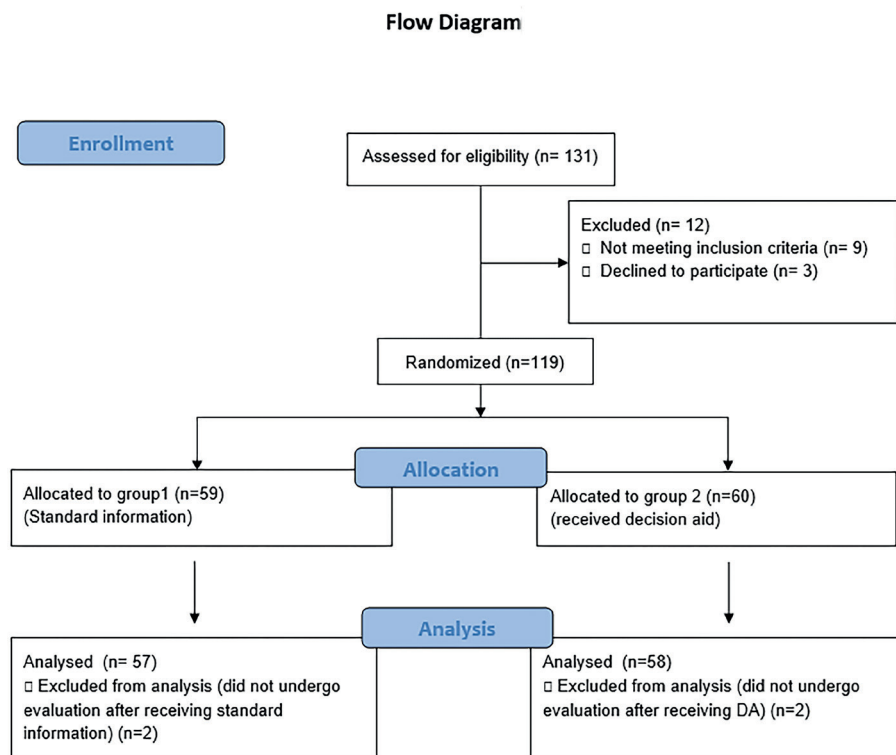 Flow Diagram
Enrollment
Assessed for eligibility (n= 131)
Excluded (n= 12)
▯ Not meeting inclusion criteria (n= 9)
▯ Declined to participate (n= 3)
Randomized (n=119)
Allocation
Allocated to group1 (n=59)
(Standard information)
Allocated to group 2 (n=60)
(received decision aid)
Analysis
Analysed (n= 57)
▯ Excluded from analysis (did not undergo
evaluation after receiving standard
information) (n=2)
Analysed (n=58)
▯ Excluded from analysis (did not undergo
evaluation after receiving DA) (n=2)